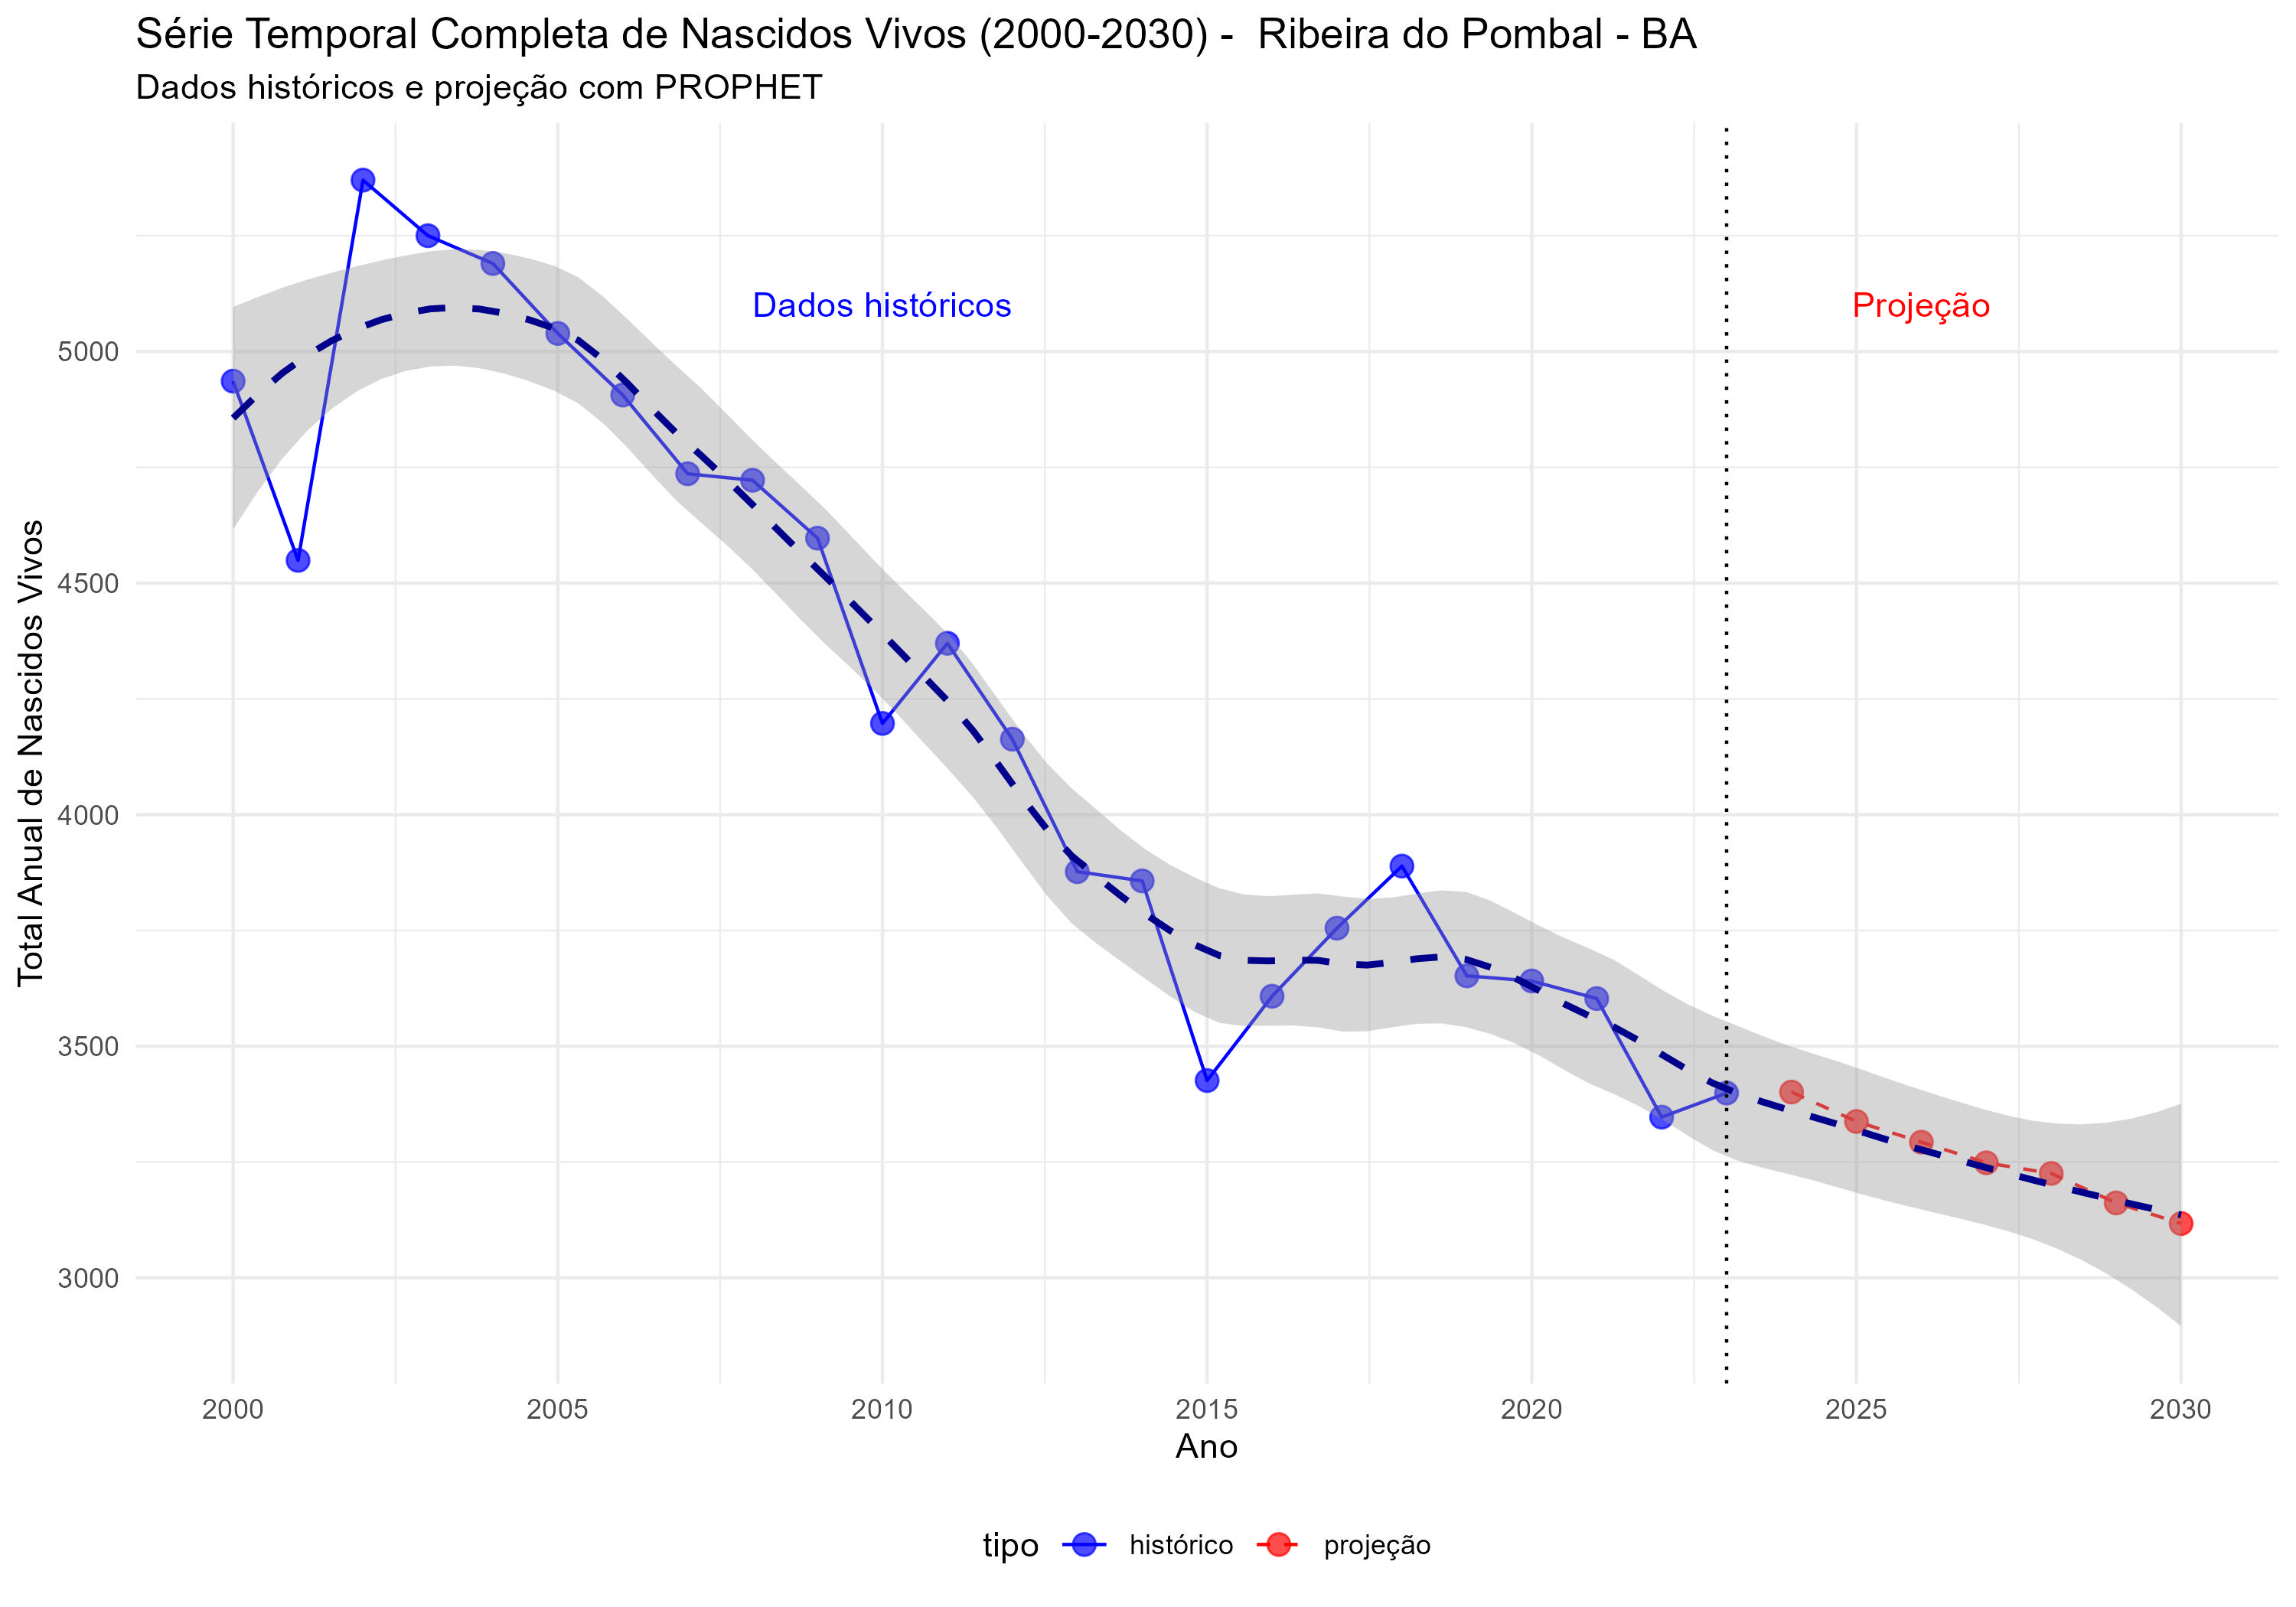 Série Temporal Completa de Nascidos Vivos (2000-2030) -  Ribeira do Pombal - BA
Dados históricos e projeção com PROPHET
Total Anual de Nascidos Vivos
5000
4500
4000
3500
3000
Dados históricos
Projeção
2000
2005
2010
2015
2020
2025
2030
Ano
tipo
histórico
projeção